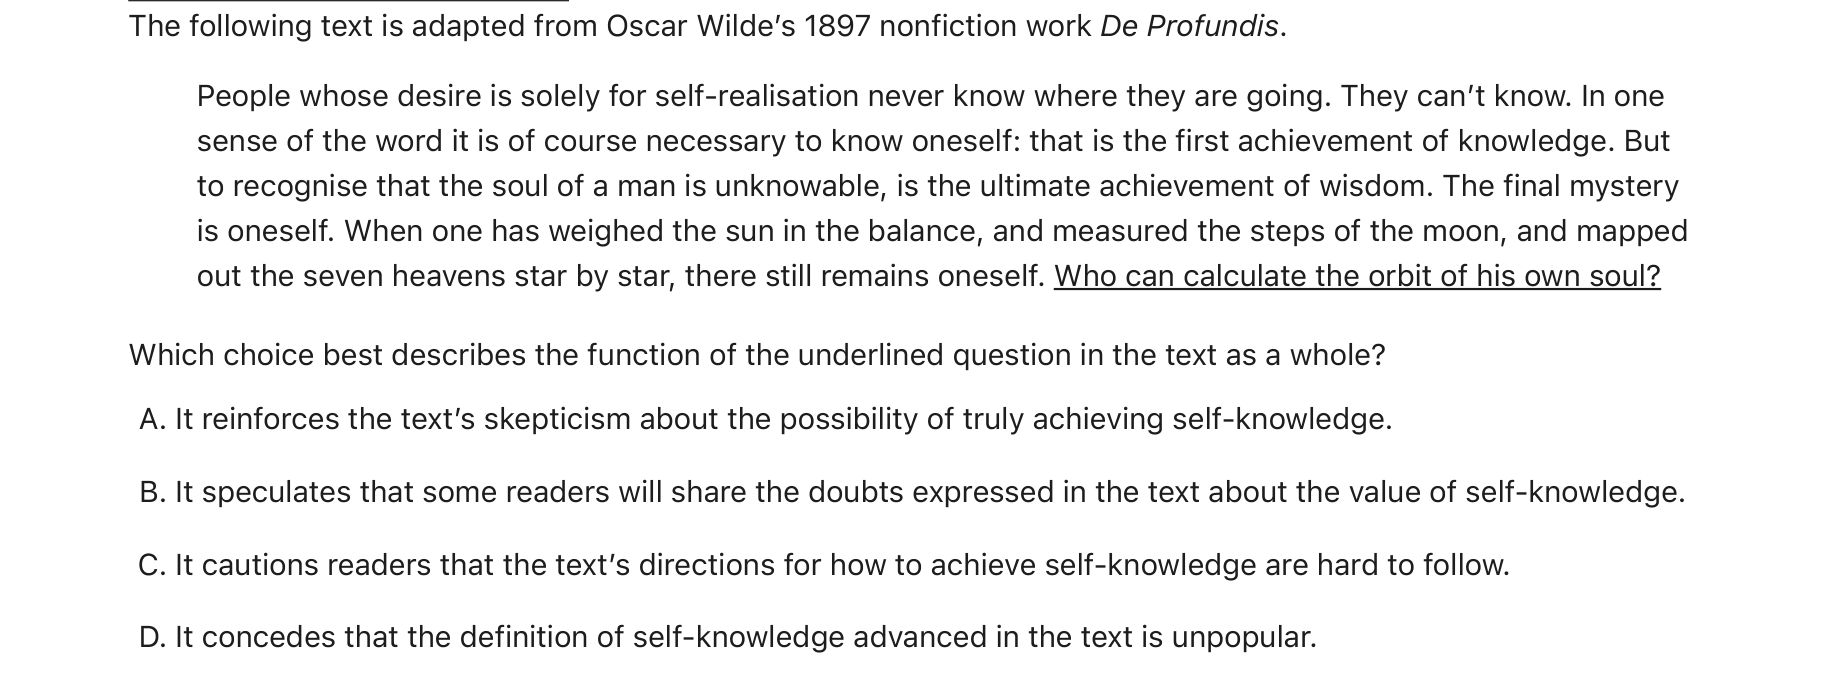 The following text is adapted from Oscar Wilde’s 1897 nonfiction work De Profundis.
People whose desire is solely for self-realisation never know where they are going. They can’t know. In one
sense of the word it is of course necessary to know oneself: that is the first achievement of knowledge. But
to recognise that the soul of a man is unknowable, is the ultimate achievement of wisdom. The final mystery
is oneself. When one has weighed the sun in the balance, and measured the steps of the moon, and mapped
out the seven heavens star by star, there still remains oneself. Who can calculate the orbit of his own soul?
Which choice best describes the function of the underlined question in the text as a whole?
A. It reinforces the text’s skepticism about the possibility of truly achieving self-knowledge.
B. It speculates that some readers will share the doubts expressed in the text about the value of self-knowledge.
C. It cautions readers that the text’s directions for how to achieve self-knowledge are hard to follow.
D. It concedes that the definition of self-knowledge advanced in the text is unpopular.